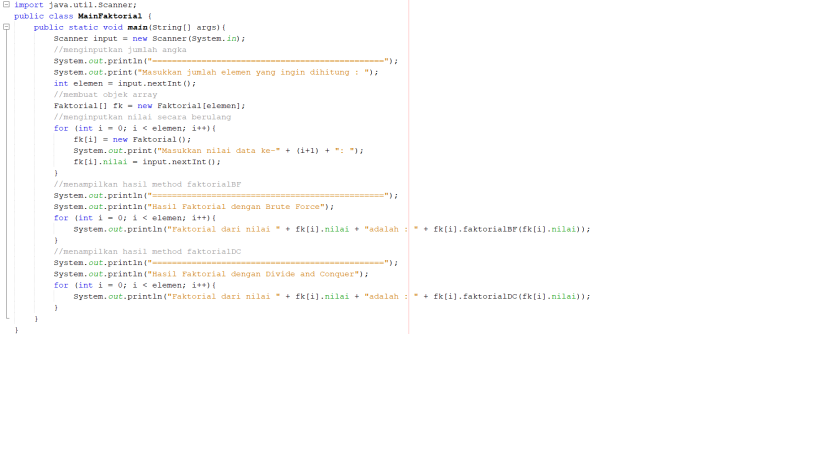 import java.util.Scanner;
public class MainFaktorial {
public static void main(String[] args){
Scanner input = new Scanner(System.in);
//menginputkan jumlah angka
System.out.println("===============================================");
System.out.print("Masukkan jumlah elemen yang ingin dihitung : ");
int elemen = input.nextInt();
//membuat objek array
Faktorial[] fk = new Faktorial[elemen];
//menginputkan nilai secara berulang
for (int i = 0; i < elemen; i++){
fk[i] = new Faktorial();
System.out.print("Masukkan nilai data ke-" + (i+1) + ": ");
fk[i].nilai = input.nextInt();
}
//menampilkan hasil method faktorialBF
System.out.println("===============================================");
System.out.println("Hasil Faktorial dengan Brute Force");
for (int i = 0; i < elemen; i++){
System.out.println("Faktorial dari nilai " + fk[i].nilai + "adalah : " + fk[i].faktorialBF(fk[i].nilai));
}
//menampilkan hasil method faktorialDC
System.out.println("===============================================");
System.out.println("Hasil Faktorial dengan Divide and Conquer");
for (int i = 0; i < elemen; i++){
System.out.println("Faktorial dari nilai " + fk[i].nilai + "adalah : " + fk[i].faktorialDC(fk[i].nilai));
}
}
}